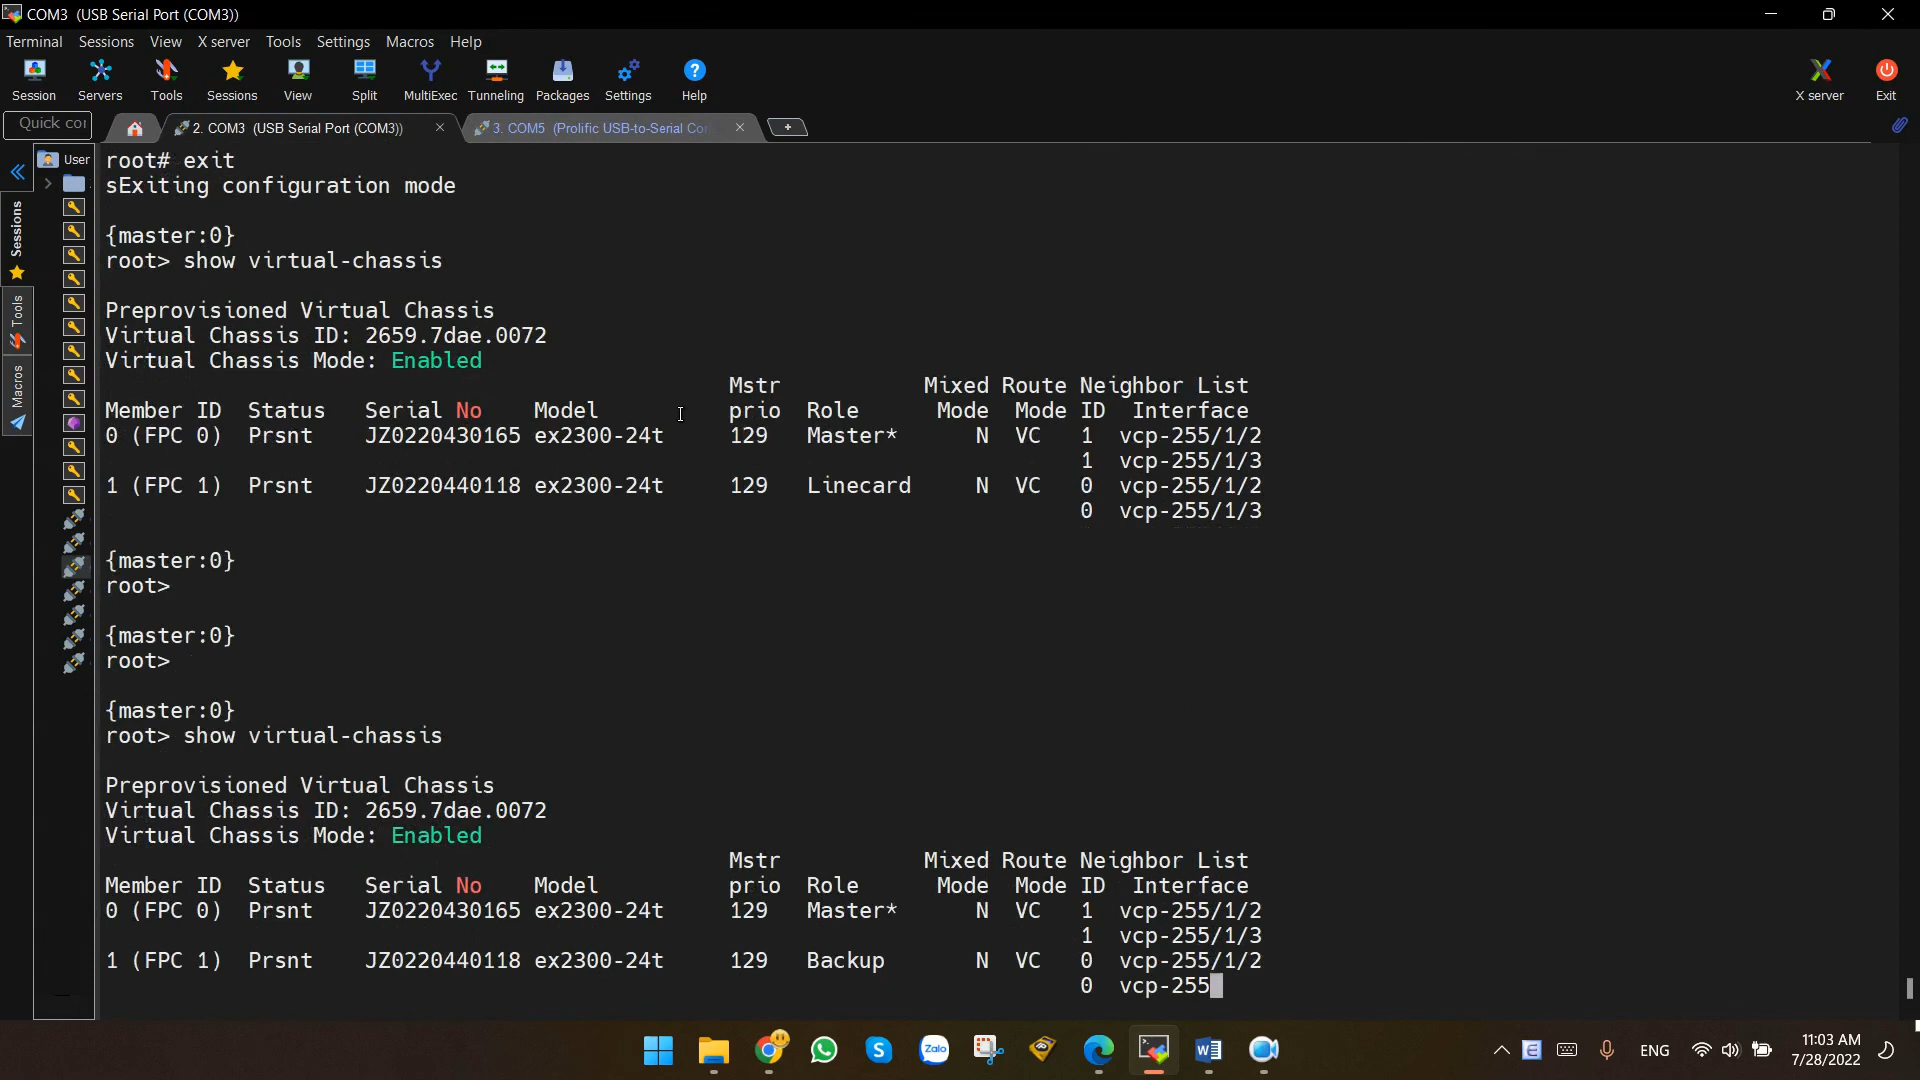 COM3 (USB Serial Port (COM3))
Terminal Sessions View X server Tools Settings Macros Help
Session Servers Tools Sessions View Split MultiExec Tunneling Packages Settings Help X server Exit
Quick cor
2. COM3 (USB Serial Port (COM3))
3. COM5 (Prolific USB-to-Serial Con
User
Sessions
Tools
Macros
root# exit
sExiting configuration mode
{master:0}
root> show virtual-chassis
Preprovisioned Virtual Chassis
Virtual Chassis ID: 2659.7dae.0072
Virtual Chassis Mode: Enabled
Mstr Mixed Route Neighbor List
Member ID Status Serial No Model prio Role Mode Mode ID Interface
0 (FPC 0) Prsnt JZ0220430165 ex2300-24t 129 Master* N VC 1 vcp-255/1/2
1 vcp-255/1/3
1 (FPC 1) Prsnt JZ0220440118 ex2300-24t 129 Linecard N VC 0 vcp-255/1/2
0 vcp-255/1/3
{master:0}
root>
{master:0}
root>
{master:0}
root> show virtual-chassis
Preprovisioned Virtual Chassis
Virtual Chassis ID: 2659.7dae.0072
Virtual Chassis Mode: Enabled
Mstr Mixed Route Neighbor List
Member ID Status Serial No Model prio Role Mode Mode ID Interface
0 (FPC 0) Prsnt JZ0220430165 ex2300-24t 129 Master* N VC 1 vcp-255/1/2
1 vcp-255/1/3
1 (FPC 1) Prsnt JZ0220440118 ex2300-24t 129 Backup N VC 0 vcp-255/1/2
0 vcp-255
Zalo
ENG
11:03 AM
7/28/2022